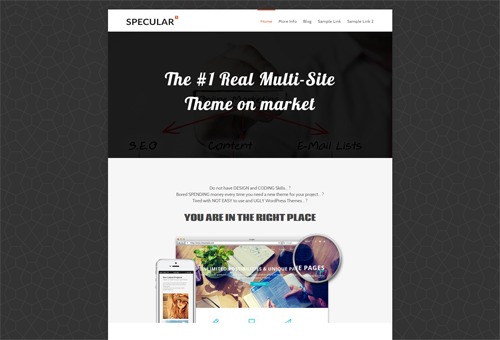 SPECULAR
Home More Info Blog Sample Link Sample Link 2
The #1 Real Multi-Site
Theme on market
S.E.O Content E-Mail Lists
Do not have DESIGN and CODING Skills . . ?
Bored SPENDING money every time you need a new theme for your project . . ?
Tired with NOT EASY to use and UGLY WordPress Themes . . ?
YOU ARE IN THE RIGHT PLACE
& UNIQUE PAGES